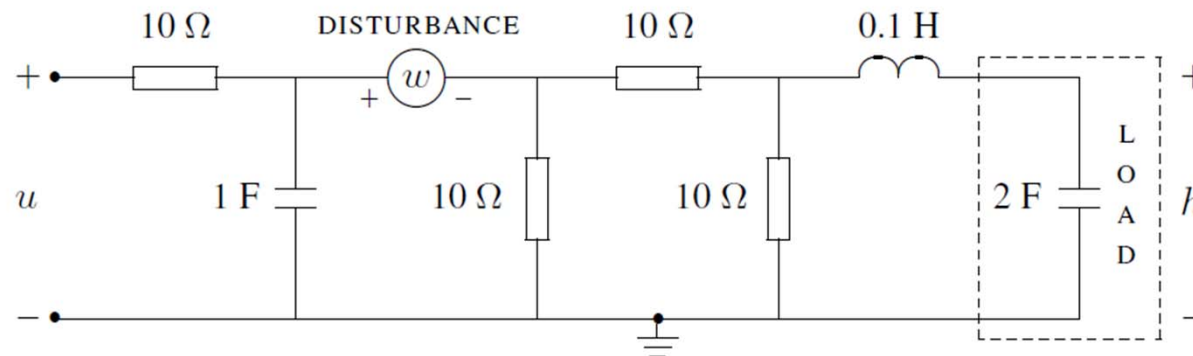 10 Ω DISTURBANCE 10 Ω 0.1 H
+ w +
+ −
L
O
A
D
u 1 F 10 Ω 10 Ω 2 F h
− −